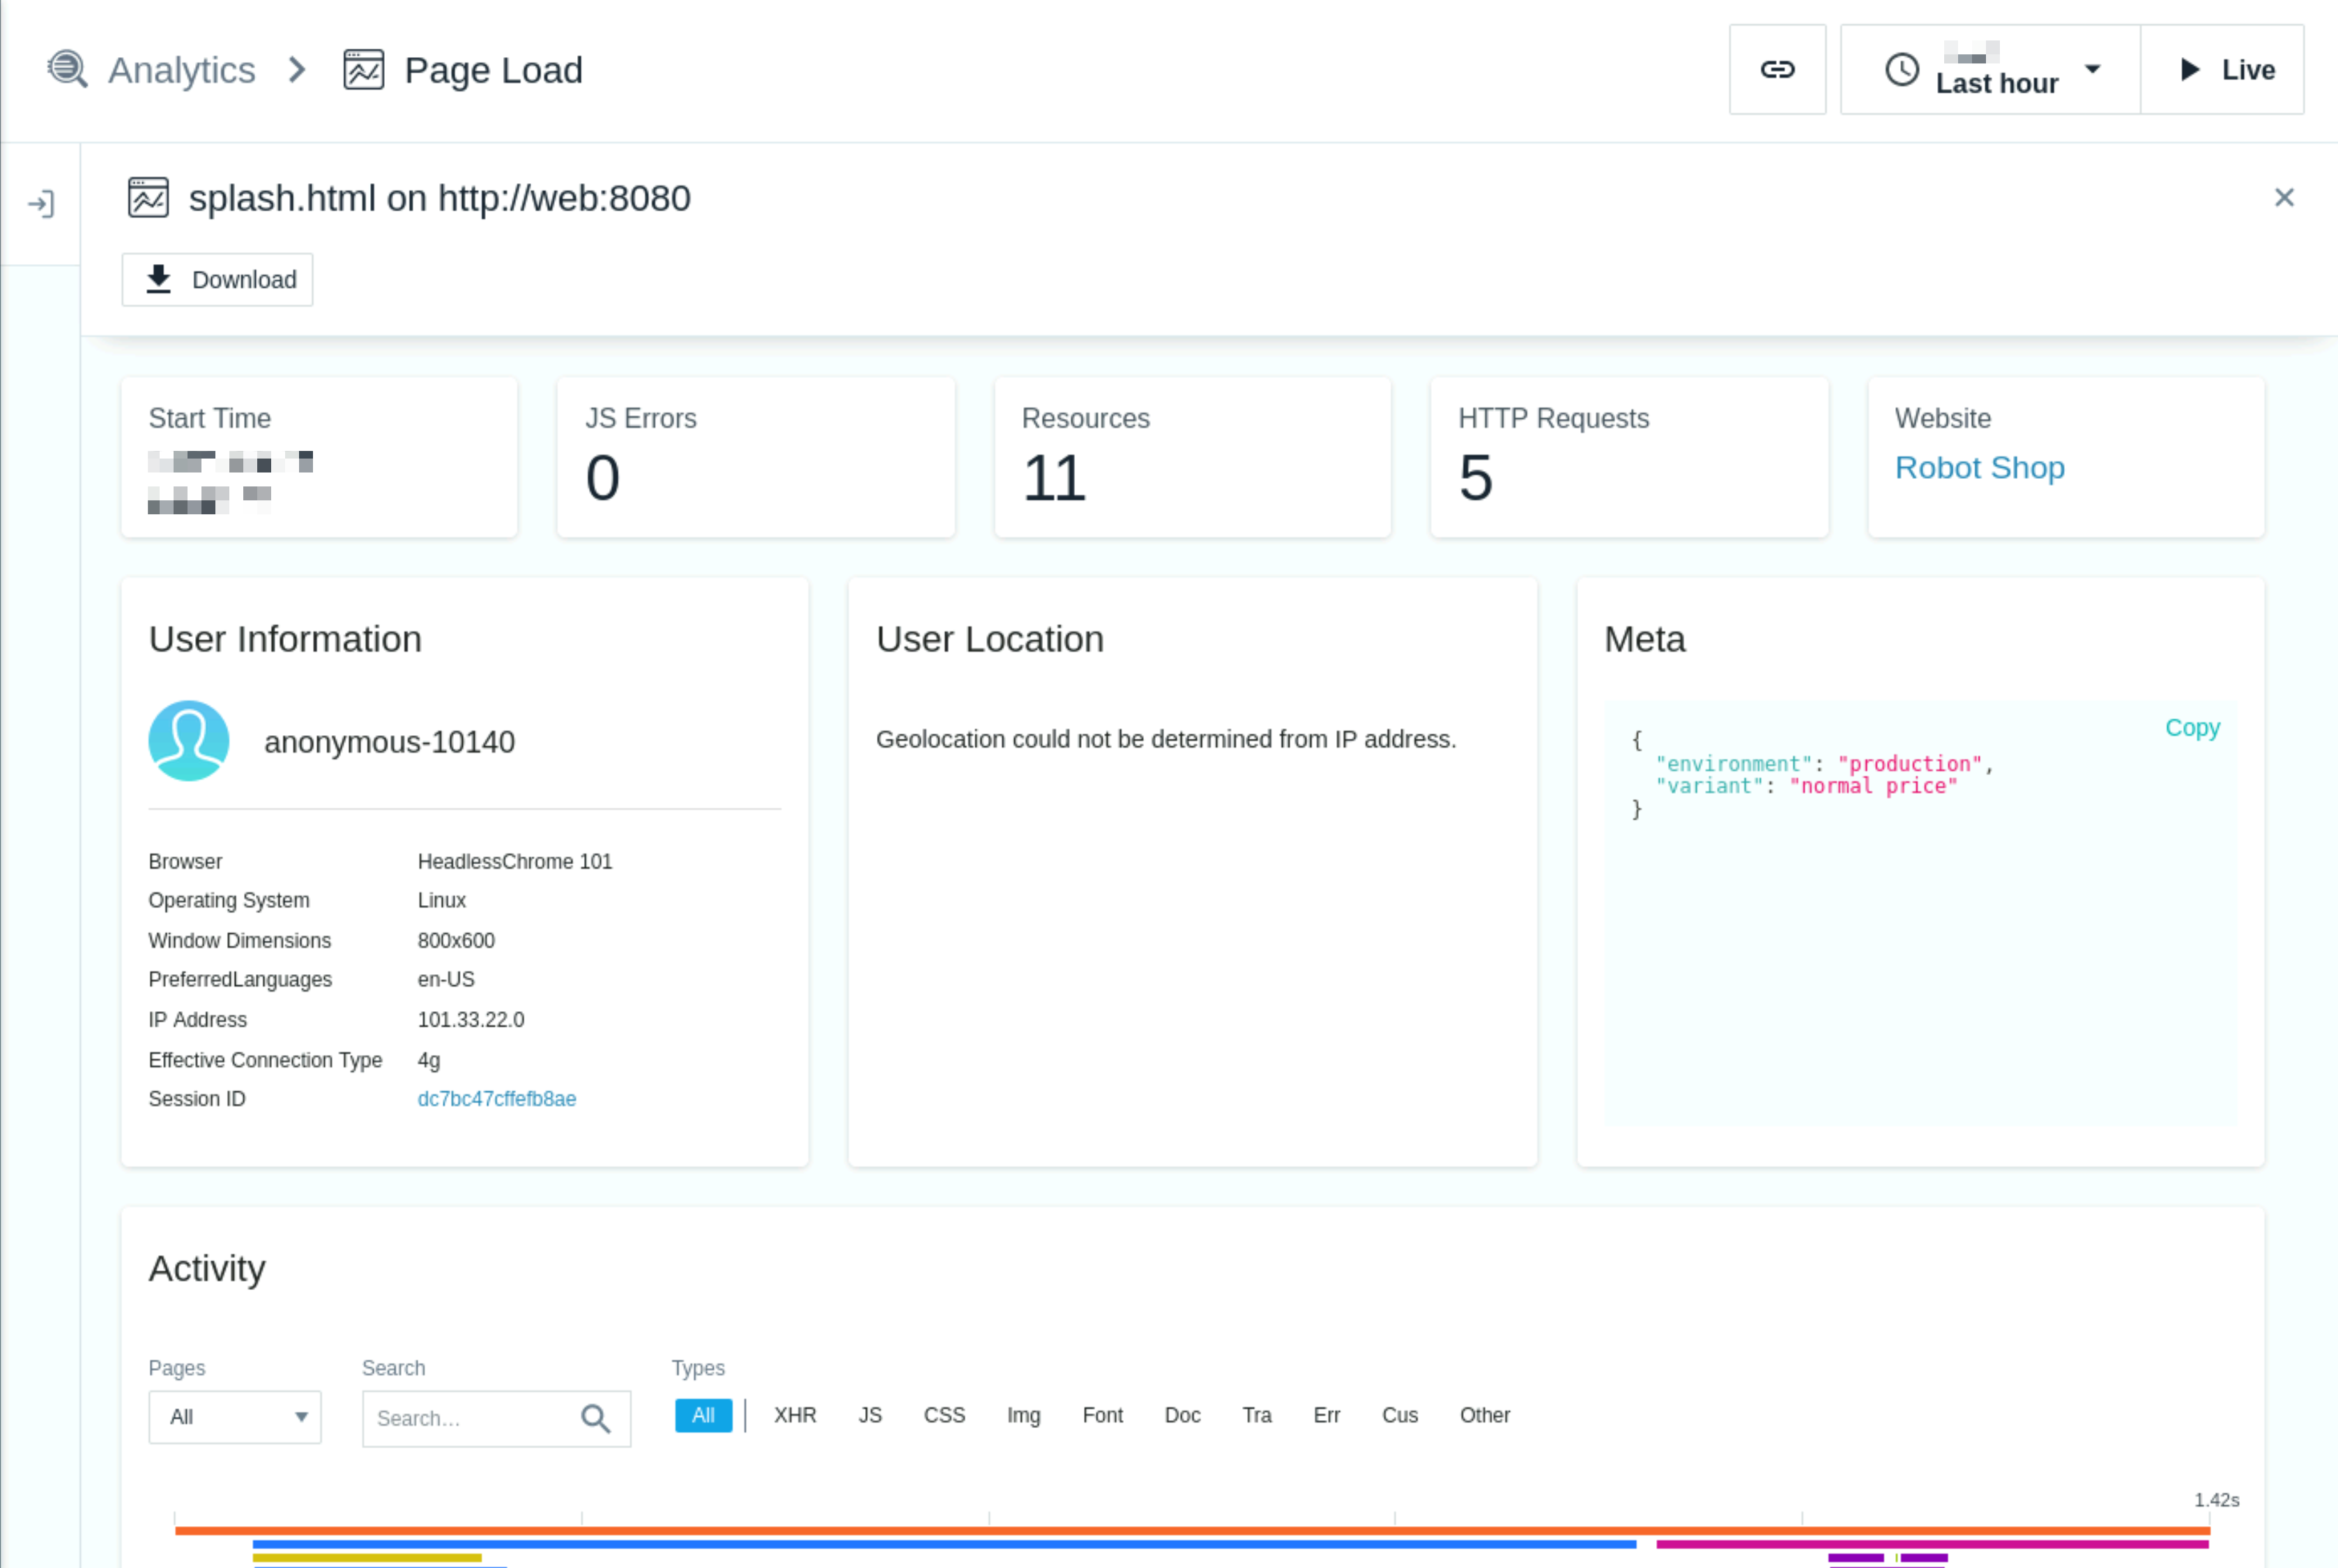 Analytics > Page Load
Last hour
Live
splash.html on http://web:8080
Download
Start Time
JS Errors
0
Resources
11
HTTP Requests
5
Website
Robot Shop
User Information
anonymous-10140
Browser HeadlessChrome 101
Operating System Linux
Window Dimensions 800x600
PreferredLanguages en-US
IP Address 101.33.22.0
Effective Connection Type 4g
Session ID dc7bc47cffefb8ae
User Location
Geolocation could not be determined from IP address.
Meta
Copy
{
"environment": "production",
"variant": "normal price"
}
Activity
Pages
All
Search
Search...
Types
All | XHR JS CSS Img Font Doc Tra Err Cus Other
1.42s